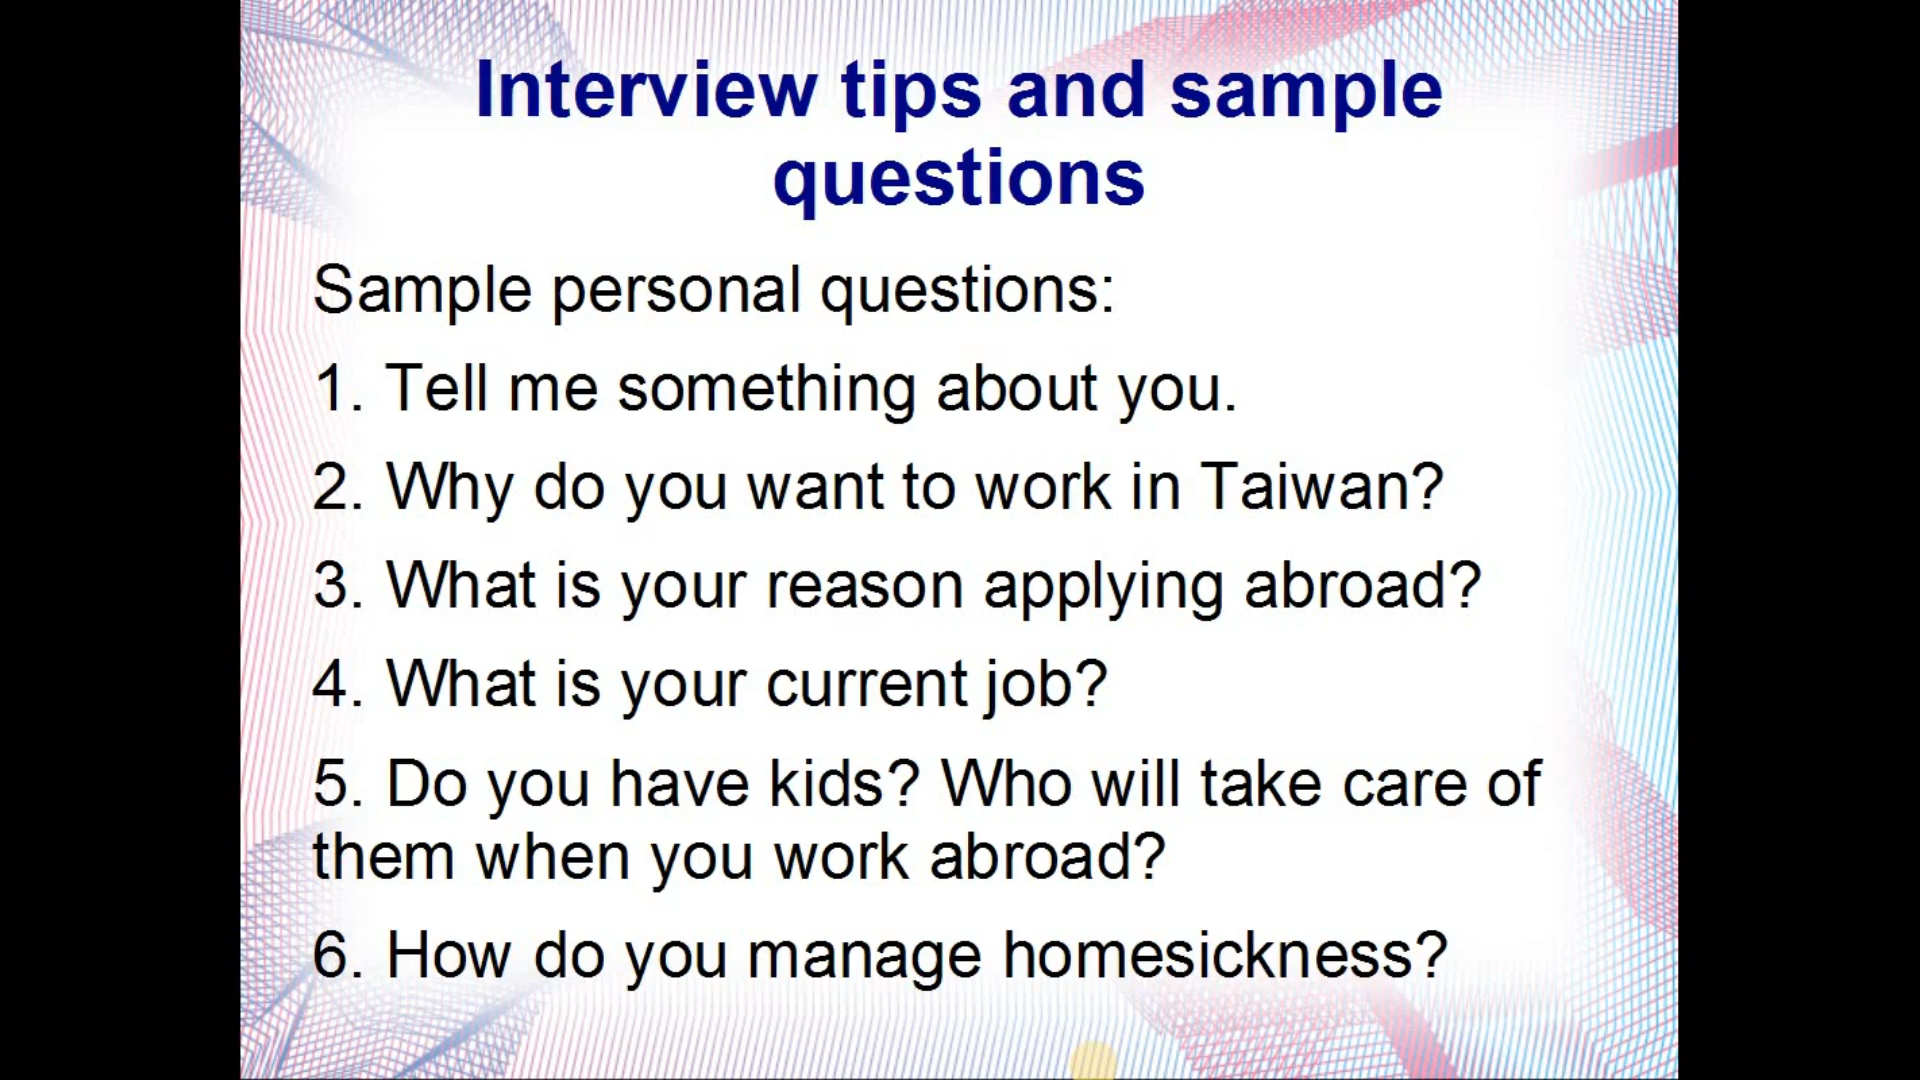 Interview tips and sample
questions
Sample personal questions:
1. Tell me something about you.
2. Why do you want to work in Taiwan?
3. What is your reason applying abroad?
4. What is your current job?
5. Do you have kids? Who will take care of
them when you work abroad?
6. How do you manage homesickness?